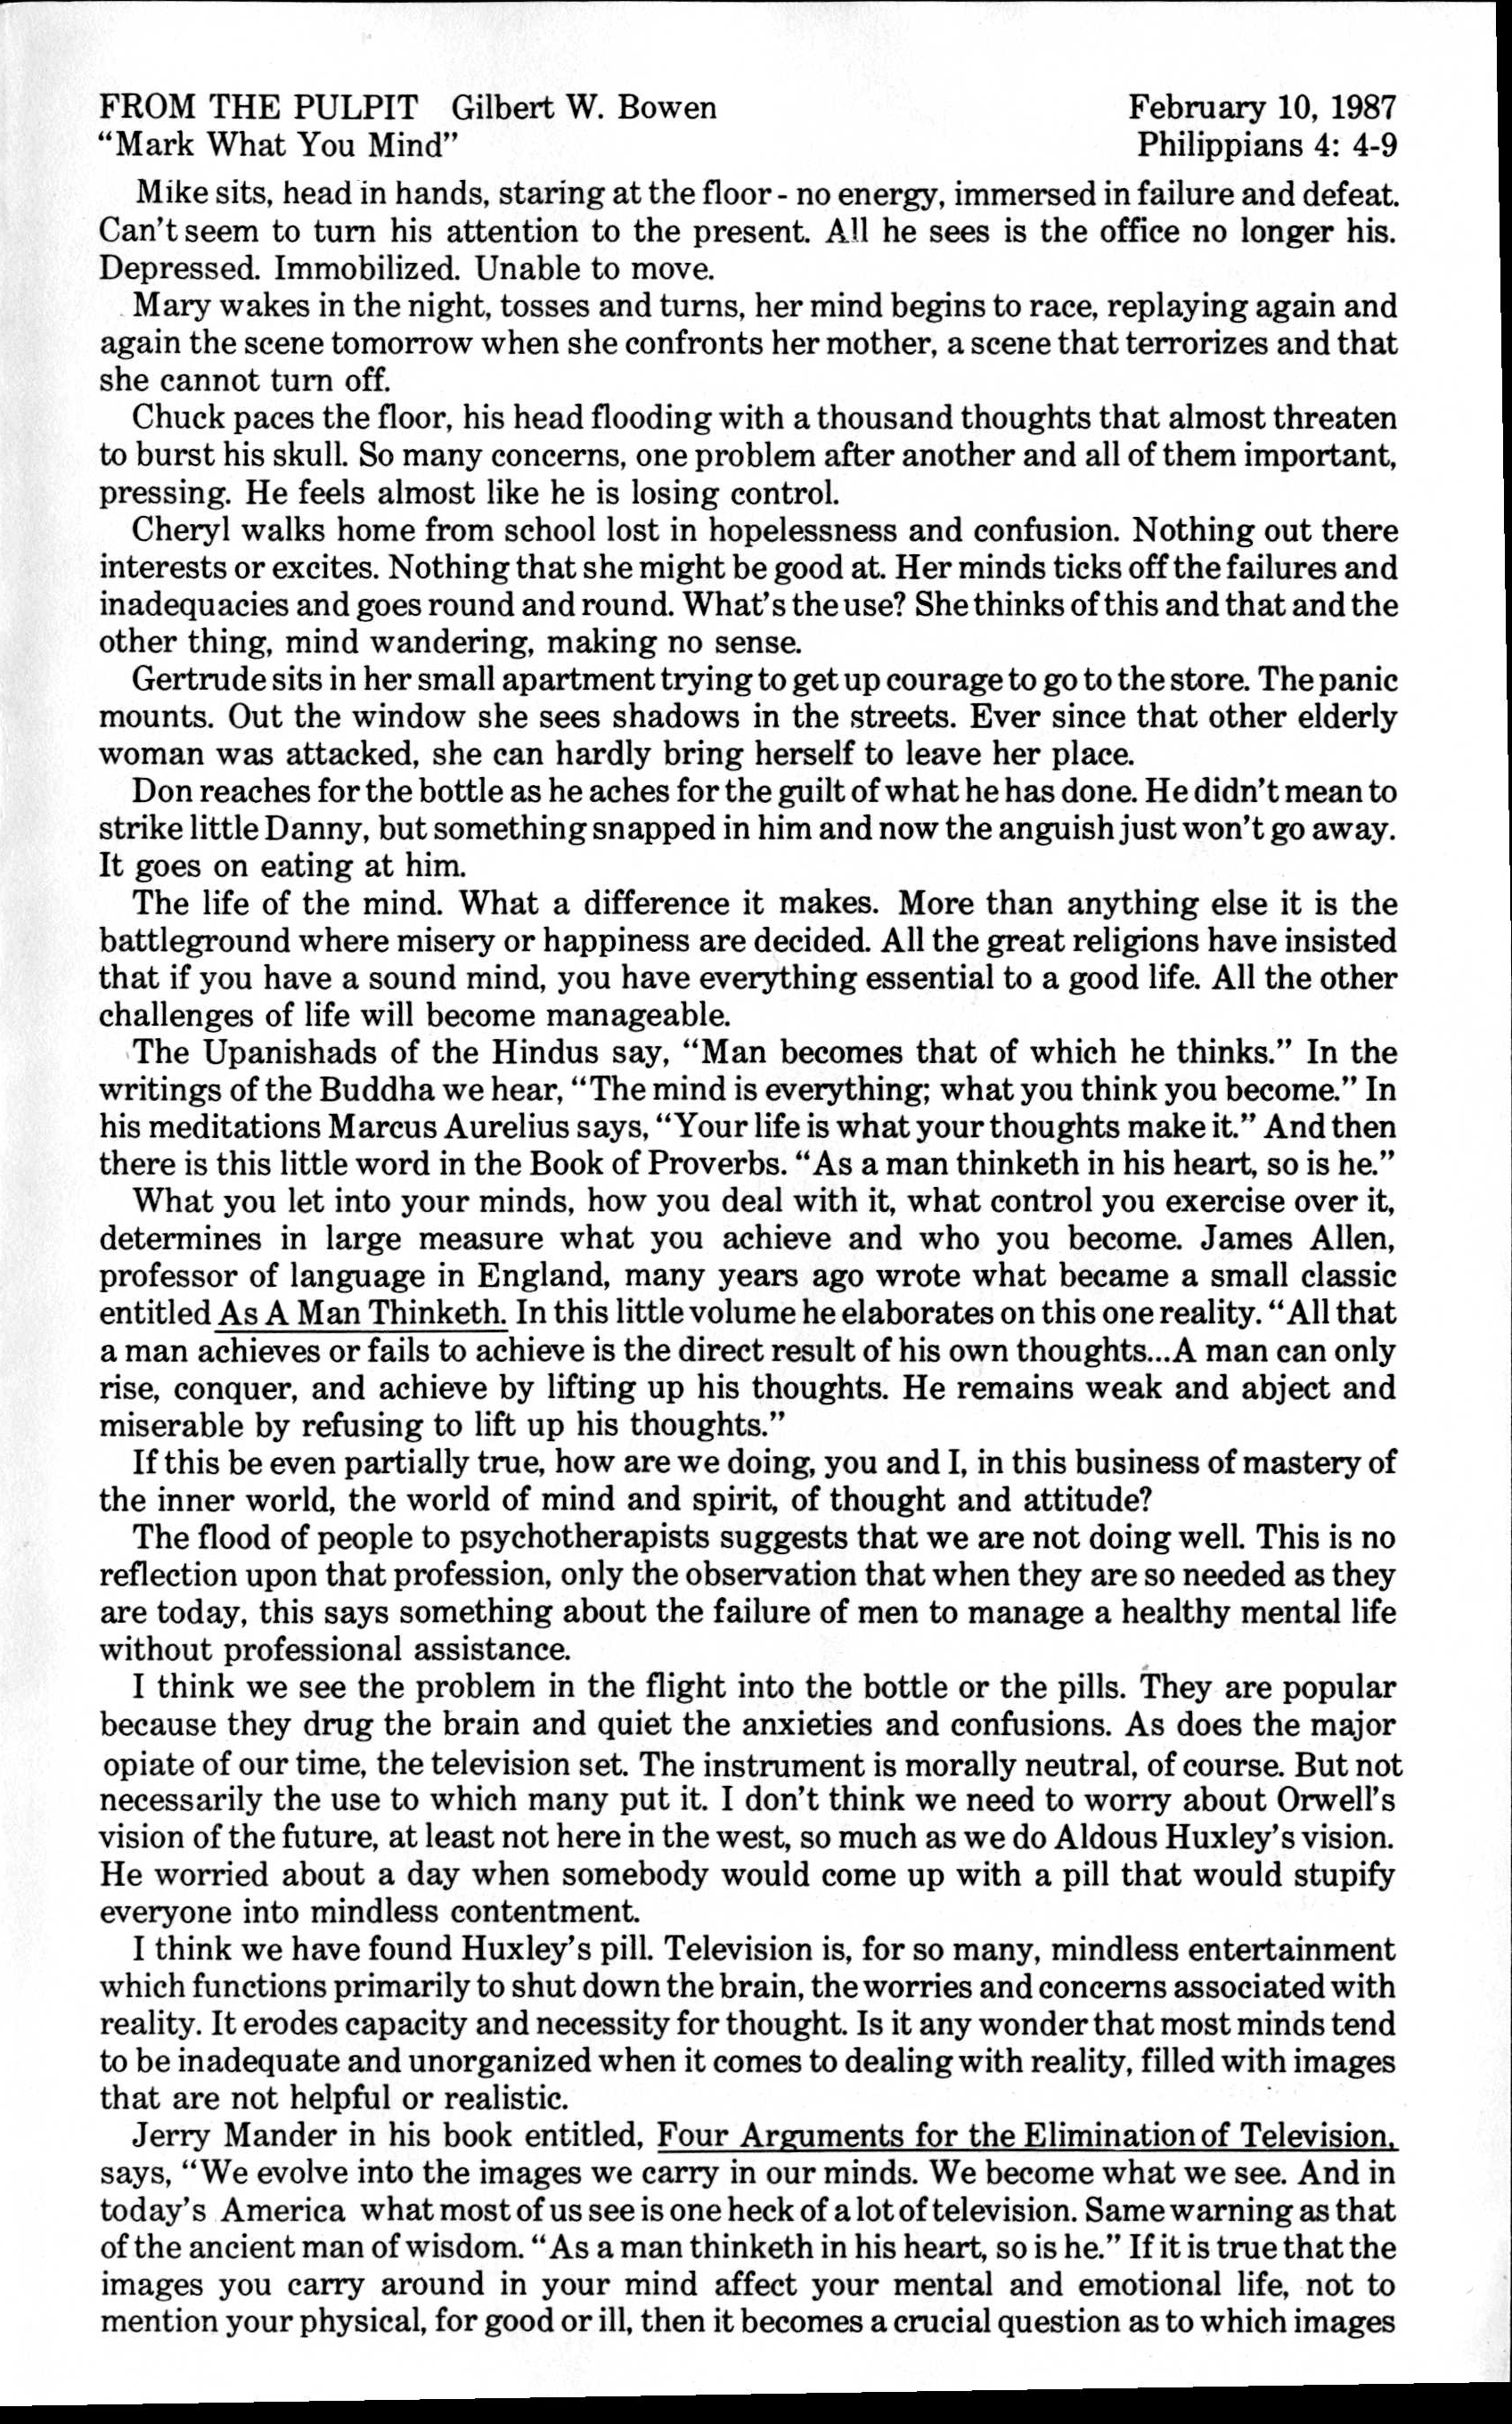 FROM THE PULPIT Gilbert W. Bowen February 10, 1987
“Mark What You Mind” Philippians 4: 4-9
Mike sits, head in hands, staring at the floor - no energy, immersed in failure and defeat.
Can't seem to turn his attention to the present. All he sees is the office no longer his.
Depressed. Immobilized. Unable to move.
Mary wakes in the night, tosses and turns, her mind begins to race, replaying again and
again the scene tomorrow when she confronts her mother, a scene that terrorizes and that
she cannot turn off.
Chuck paces the floor, his head flooding with a thousand thoughts that almost threaten
to burst his skull. So many concerns, one problem after another and all of them important,
pressing. He feels almost like he is losing control.
Cheryl walks home from school lost in hopelessness and confusion. Nothing out there
interests or excites. Nothing that she might be good at. Her minds ticks off the failures and
inadequacies and goes round and round. What's the use? She thinks of this and that and the
other thing, mind wandering, making no sense.
Gertrude sits in her small apartment trying to get up courage to go to the store. The panic
mounts. Out the window she sees shadows in the streets. Ever since that other elderly
woman was attacked, she can hardly bring herself to leave her place.
Don reaches for the bottle as he aches for the guilt of what he has done. He didn't mean to
strike little Danny, but something snapped in him and now the anguish just won't go away.
It goes on eating at him.
The life of the mind. What a difference it makes. More than anything else it is the
battleground where misery or happiness are decided. All the great religions have insisted
that if you have a sound mind, you have everything essential to a good life. All the other
challenges of life will become manageable.
The Upanishads of the Hindus say, “Man becomes that of which he thinks.” In the
writings of the Buddha we hear, “The mind is everything; what you think you become.” In
his meditations Marcus Aurelius says, “Your life is what your thoughts make it.” And then
there is this little word in the Book of Proverbs. “As a man thinketh in his heart, so is he.”
What you let into your minds, how you deal with it, what control you exercise over it,
determines in large measure what you achieve and who you become. James Allen,
professor of language in England, many years ago wrote what became a small classic
entitled As A Man Thinketh. In this little volume he elaborates on this one reality. “All that
a man achieves or fails to achieve is the direct result of his own thoughts...A man can only
rise, conquer, and achieve by lifting up his thoughts. He remains weak and abject and
miserable by refusing to lift up his thoughts.”
If this be even partially true, how are we doing, you and I, in this business of mastery of
the inner world, the world of mind and spirit, of thought and attitude?
The flood of people to psychotherapists suggests that we are not doing well. This is no
reflection upon that profession, only the observation that when they are so needed as they
are today, this says something about the failure of men to manage a healthy mental life
without professional assistance.
I think we see the problem in the flight into the bottle or the pills. They are popular
because they drug the brain and quiet the anxieties and confusions. As does the major
opiate of our time, the television set. The instrument is morally neutral, of course. But not
necessarily the use to which many put it. I don't think we need to worry about Orwell's
vision of the future, at least not here in the west, so much as we do Aldous Huxley's vision.
He worried about a day when somebody would come up with a pill that would stupify
everyone into mindless contentment.
I think we have found Huxley's pill. Television is, for so many, mindless entertainment
which functions primarily to shut down the brain, the worries and concerns associated with
reality. It erodes capacity and necessity for thought. Is it any wonder that most minds tend
to be inadequate and unorganized when it comes to dealing with reality, filled with images
that are not helpful or realistic.
Jerry Mander in his book entitled, Four Arguments for the Elimination of Television,
says, “We evolve into the images we carry in our minds. We become what we see. And in
today's America what most of us see is one heck of a lot of television. Same warning as that
of the ancient man of wisdom. “As a man thinketh in his heart, so is he.” If it is true that the
images you carry around in your mind affect your mental and emotional life, not to
mention your physical, for good or ill, then it becomes a crucial question as to which images